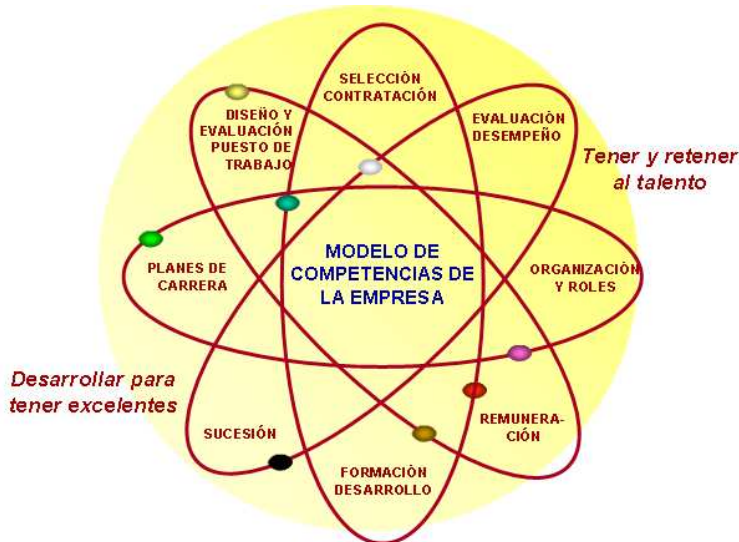 SELECCIÓN
CONTRATACIÓN
DISEÑO Y
EVALUACIÓN
PUESTO DE
TRABAJO
EVALUACIÓN
DESEMPEÑO
Tener y retener
al talento
PLANES DE
CARRERA
MODELO DE
COMPETENCIAS DE
LA EMPRESA
ORGANIZACIÓN
Y ROLES
Desarrollar para
tener excelentes
SUCESIÓN
REMUNERA-
CIÓN
FORMACIÓN
DESARROLLO